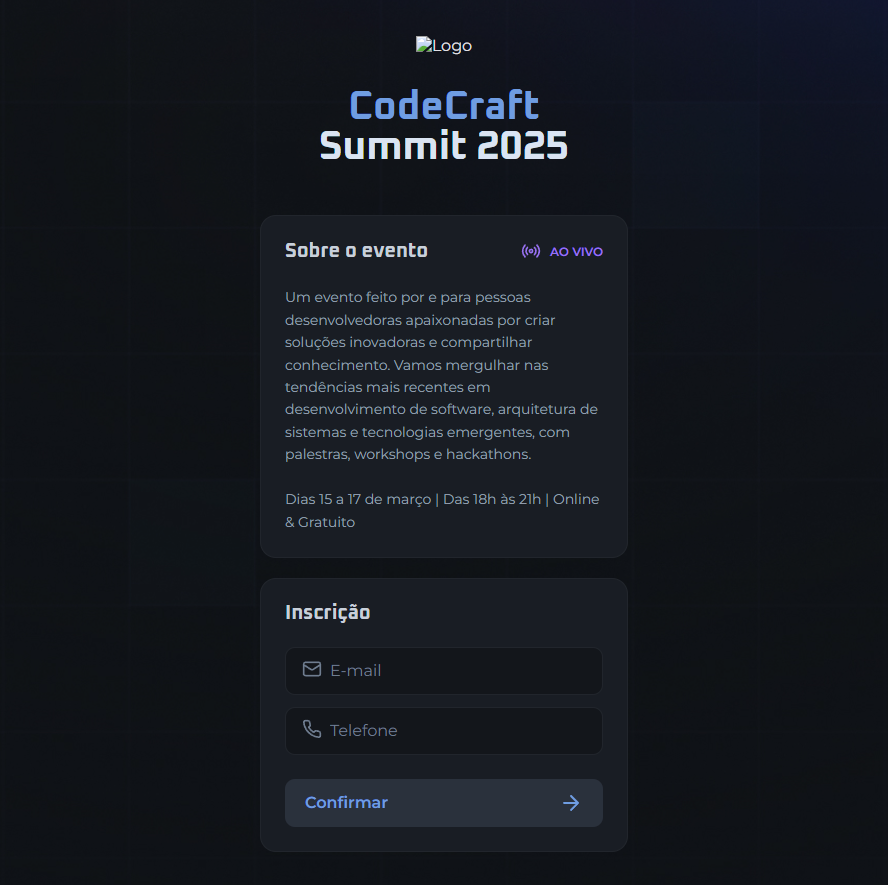 Logo
CodeCraft
Summit 2025
Sobre o evento
AO VIVO
Um evento feito por e para pessoas
desenvolvedoras apaixonadas por criar
soluções inovadoras e compartilhar
conhecimento. Vamos mergulhar nas
tendências mais recentes em
desenvolvimento de software, arquitetura de
sistemas e tecnologias emergentes, com
palestras, workshops e hackathons.
Dias 15 a 17 de março | Das 18h às 21h | Online
& Gratuito
Inscrição
E-mail
Telefone
Confirmar